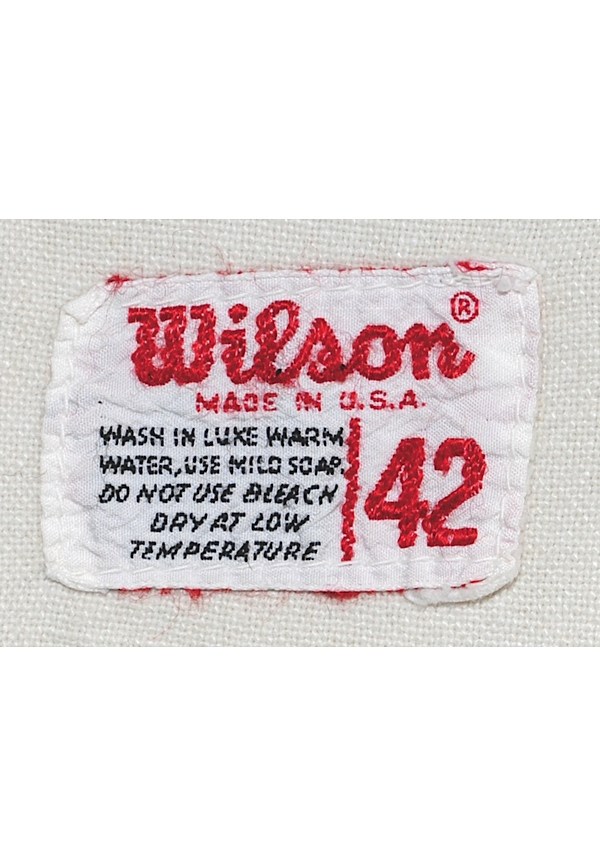 Wilson®
MADE IN U.S.A.
WASH IN LUKE WARM
WATER, USE MILD SOAP.
DO NOT USE BLEACH
DRY AT LOW
TEMPERATURE
42